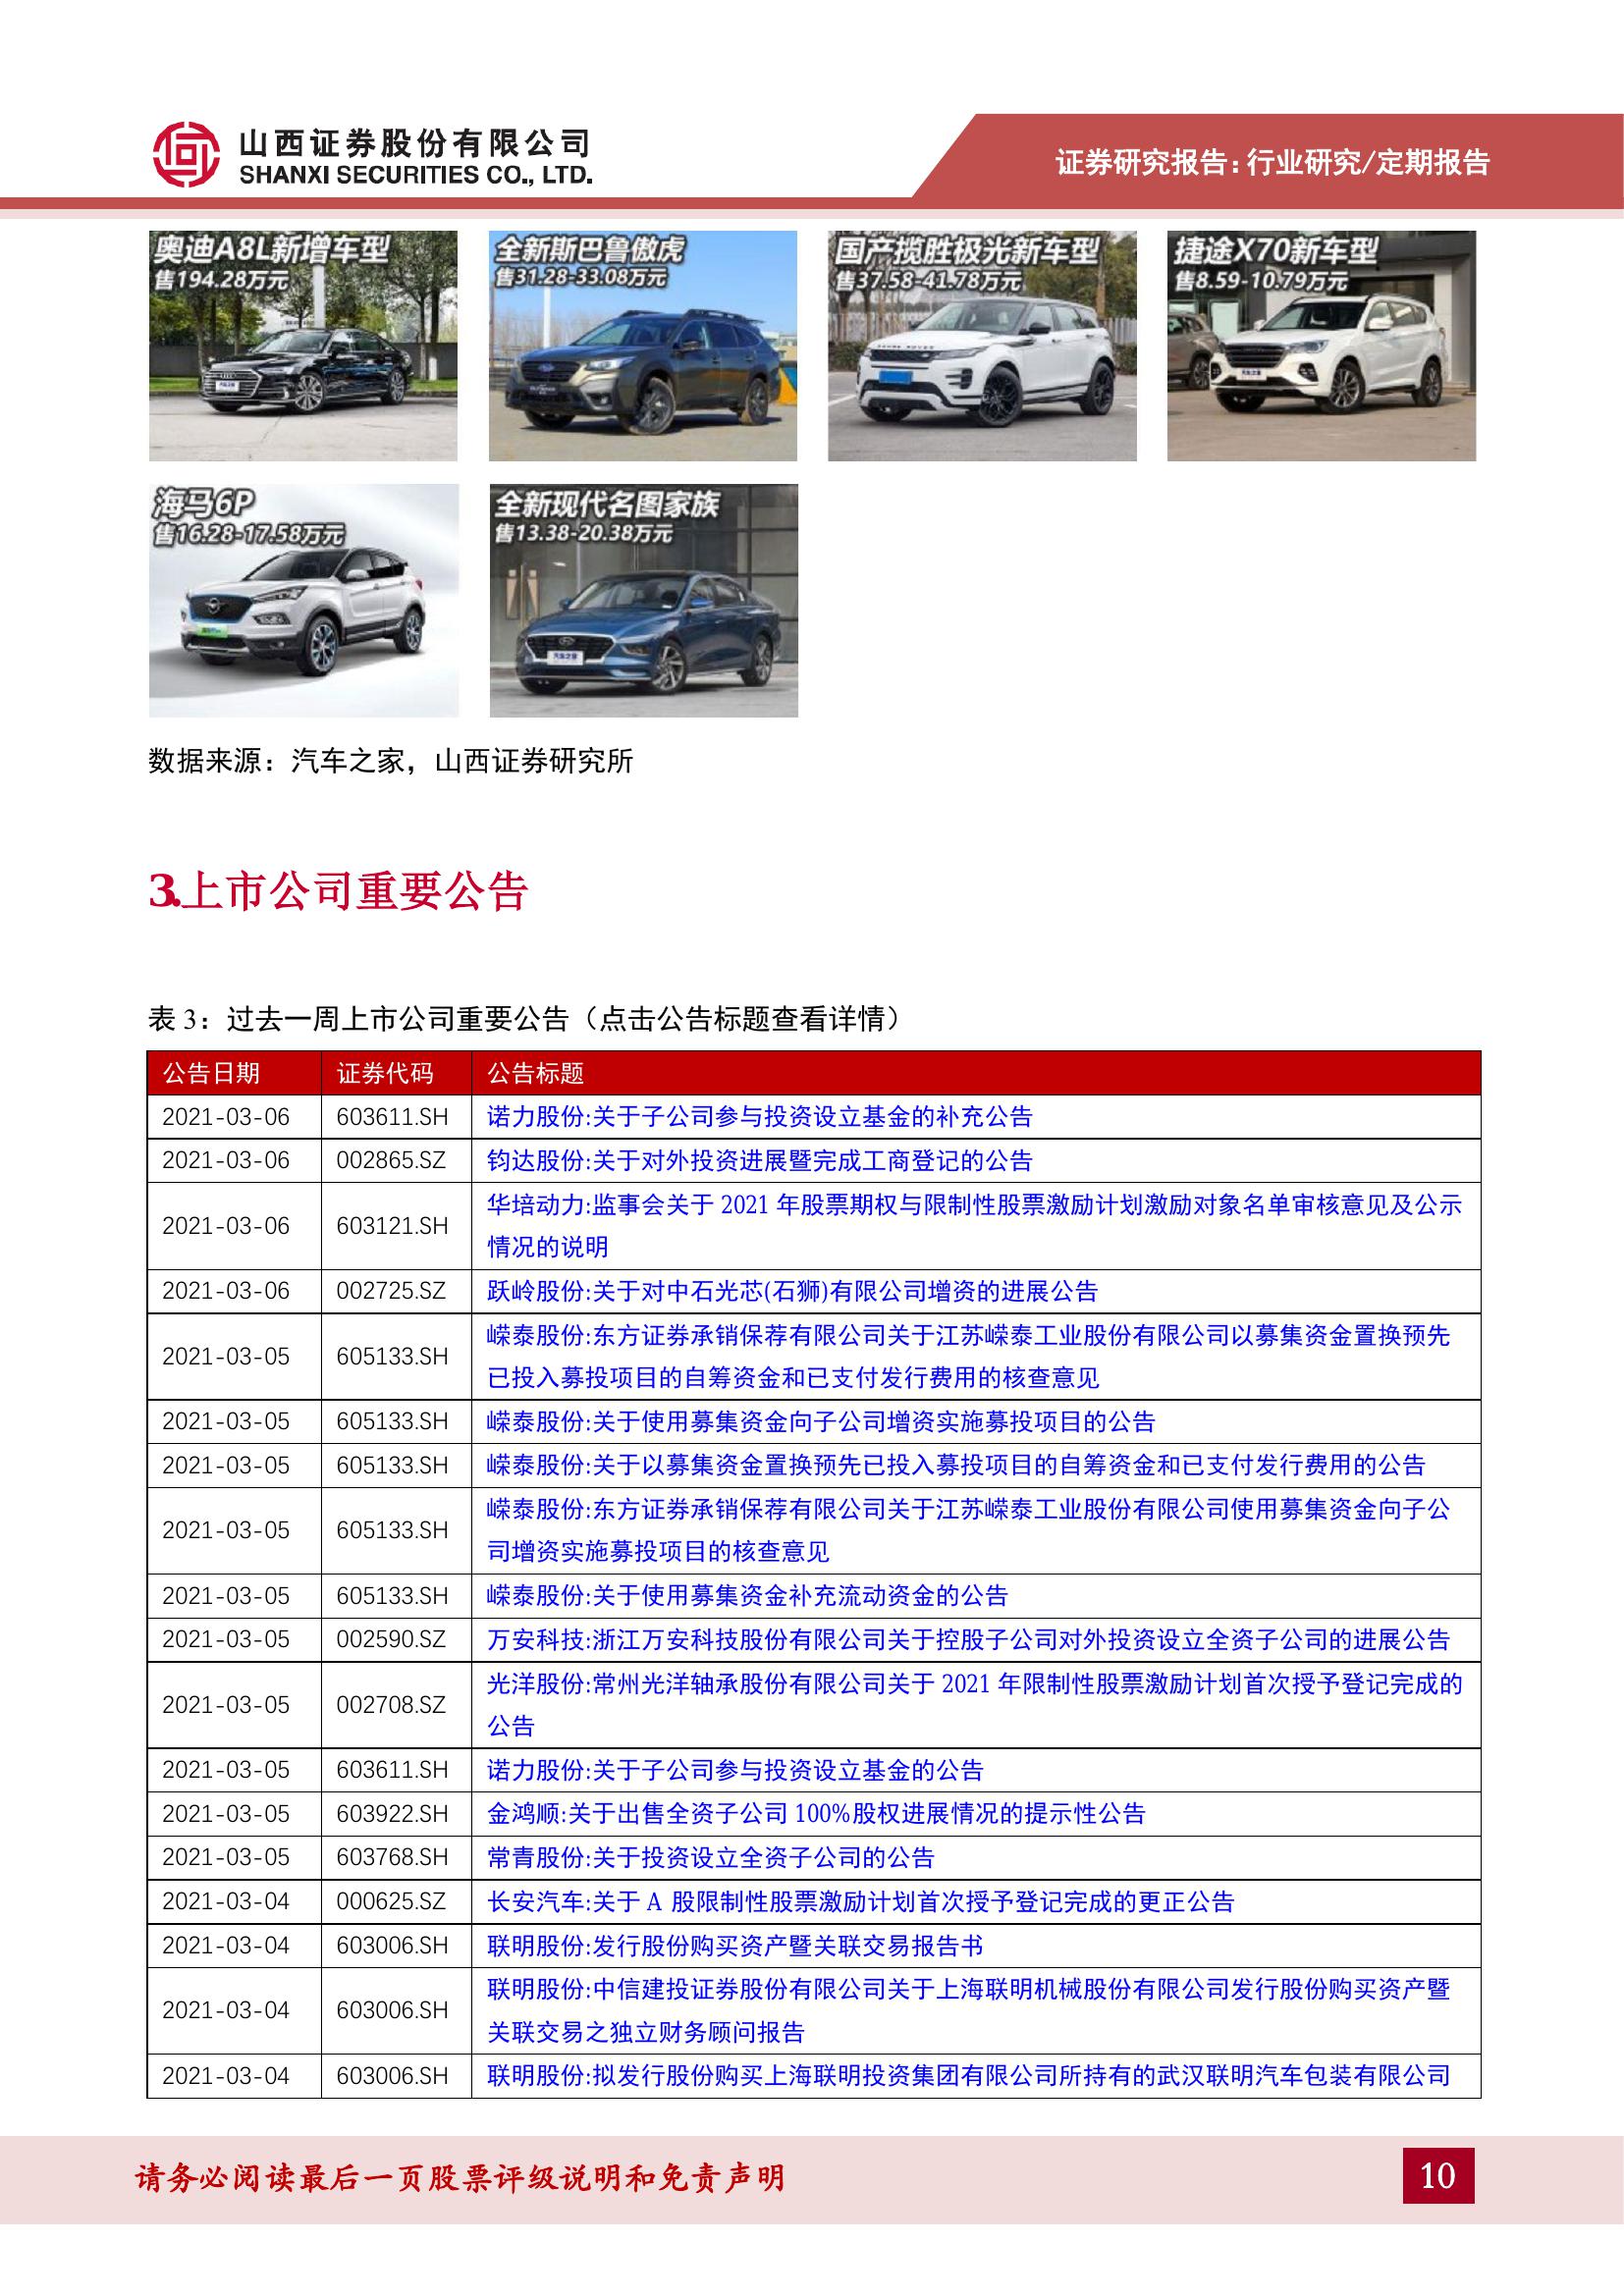 山西证券股份有限公司
SHANXI SECURITIES CO., LTD.
证券研究报告：行业研究/定期报告
奥迪A8L新增车型
售194.28万元
全新斯巴鲁傲虎
售31.28-33.08万元
国产揽胜极光新车型
售37.58-41.78万元
捷途X70新车型
售8.59-10.79万元
海马6P
售16.28-17.58万元
全新现代名图家族
售13.38-20.38万元
数据来源：汽车之家，山西证券研究所
3.上市公司重要公告
表 3：过去一周上市公司重要公告（点击公告标题查看详情）
公告日期 证券代码 公告标题
2021-03-06 603611.SH 诺力股份:关于子公司参与投资设立基金的补充公告
2021-03-06 002865.SZ 钧达股份:关于对外投资进展暨完成工商登记的公告
2021-03-06 603121.SH 华培动力:监事会关于 2021 年股票期权与限制性股票激励计划激励对象名单审核意见及公示
情况的说明
2021-03-06 002725.SZ 跃岭股份:关于对中石光芯(石狮)有限公司增资的进展公告
2021-03-05 605133.SH 嵘泰股份:东方证券承销保荐有限公司关于江苏嵘泰工业股份有限公司以募集资金置换预先
已投入募投项目的自筹资金和已支付发行费用的核查意见
2021-03-05 605133.SH 嵘泰股份:关于使用募集资金向子公司增资实施募投项目的公告
2021-03-05 605133.SH 嵘泰股份:关于以募集资金置换预先已投入募投项目的自筹资金和已支付发行费用的公告
2021-03-05 605133.SH 嵘泰股份:东方证券承销保荐有限公司关于江苏嵘泰工业股份有限公司使用募集资金向子公
司增资实施募投项目的核查意见
2021-03-05 605133.SH 嵘泰股份:关于使用募集资金补充流动资金的公告
2021-03-05 002590.SZ 万安科技:浙江万安科技股份有限公司关于控股子公司对外投资设立全资子公司的进展公告
2021-03-05 002708.SZ 光洋股份:常州光洋轴承股份有限公司关于 2021 年限制性股票激励计划首次授予登记完成的
公告
2021-03-05 603611.SH 诺力股份:关于子公司参与投资设立基金的公告
2021-03-05 603922.SH 金鸿顺:关于出售全资子公司 100%股权进展情况的提示性公告
2021-03-05 603768.SH 常青股份:关于投资设立全资子公司的公告
2021-03-04 000625.SZ 长安汽车:关于 A 股限制性股票激励计划首次授予登记完成的更正公告
2021-03-04 603006.SH 联明股份:发行股份购买资产暨关联交易报告书
2021-03-04 603006.SH 联明股份:中信建投证券股份有限公司关于上海联明机械股份有限公司发行股份购买资产暨
关联交易之独立财务顾问报告
2021-03-04 603006.SH 联明股份:拟发行股份购买上海联明投资集团有限公司所持有的武汉联明汽车包装有限公司
请务必阅读最后一页股票评级说明和免责声明
10